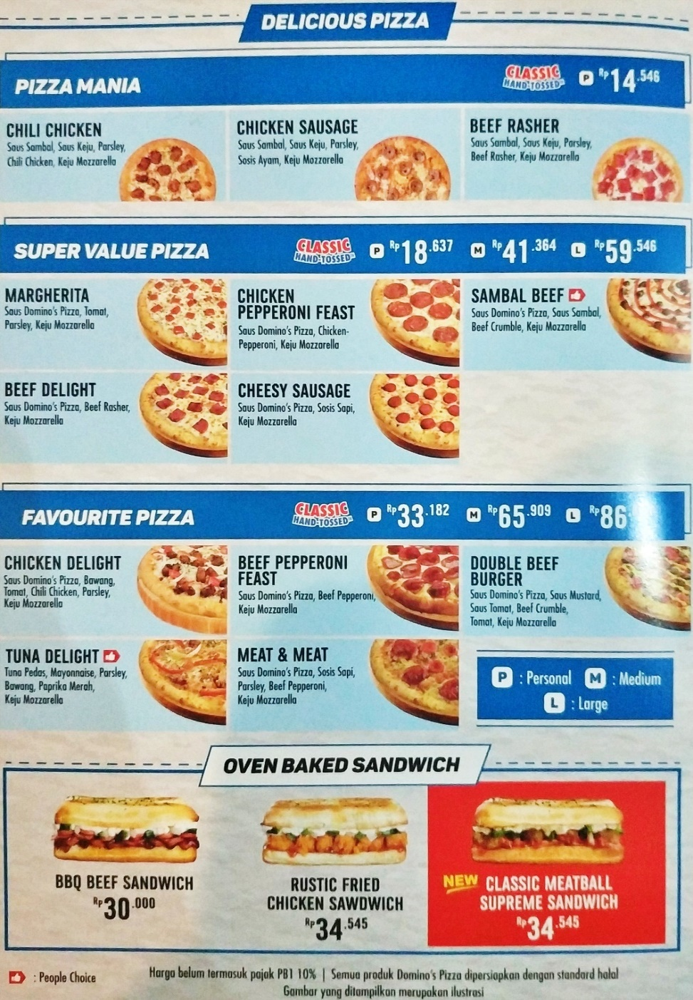 DELICIOUS PIZZA
PIZZA MANIA
CLASSIC
HAND-TOSSED
P Rp14.546
CHILI CHICKEN
Saus Sambal, Saus Keju, Parsley,
Chili Chicken, Keju Mozzarella
CHICKEN SAUSAGE
Saus Sambal, Saus Keju, Parsley,
Sosis Ayam, Keju Mozzarella
BEEF RASHER
Saus Sambal, Saus Keju, Parsley,
Beef Rasher, Keju Mozzarella
SUPER VALUE PIZZA
CLASSIC
HAND-TOSSED
P Rp18.637 M Rp41.364 L Rp59.546
MARGHERITA
Saus Domino's Pizza, Tomat,
Parsley, Keju Mozzarella
CHICKEN
PEPPERONI FEAST
Saus Domino's Pizza, Chicken-
Pepperoni, Keju Mozzarella
SAMBAL BEEF
Saus Domino's Pizza, Saus Sambal,
Beef Crumble, Keju Mozzarella
BEEF DELIGHT
Saus Domino's Pizza, Beef Rasher,
Keju Mozzarella
CHEESY SAUSAGE
Saus Domino's Pizza, Sosis Sapi,
Keju Mozzarella
FAVOURITE PIZZA
CLASSIC
HAND-TOSSED
P Rp33.182 M Rp65.909 L Rp86
CHICKEN DELIGHT
Saus Domino's Pizza, Bawang,
Tomat, Chili Chicken, Parsley,
Keju Mozzarella
BEEF PEPPERONI
FEAST
Saus Domino's Pizza, Beef Pepperoni,
Keju Mozzarella
DOUBLE BEEF
BURGER
Saus Domino's Pizza, Saus Mustard,
Saus Tomat, Beef Crumble,
Tomat, Keju Mozzarella
TUNA DELIGHT
Tuna Pedas, Mayonnaise, Parsley,
Bawang, Paprika Merah,
Keju Mozzarella
MEAT & MEAT
Saus Domino's Pizza, Sosis Sapi,
Parsley, Beef Pepperoni,
Keju Mozzarella
P : Personal M : Medium
L : Large
OVEN BAKED SANDWICH
BBQ BEEF SANDWICH
Rp30.000
RUSTIC FRIED
CHICKEN SAWDWICH
Rp34.545
NEW CLASSIC MEATBALL
SUPREME SANDWICH
Rp34.545
: People Choice
Harga belum termasuk pajak PB1 10% | Semua produk Domino's Pizza dipersiapkan dengan standard halal
Gambar yang ditampilkan merupakan ilustrasi